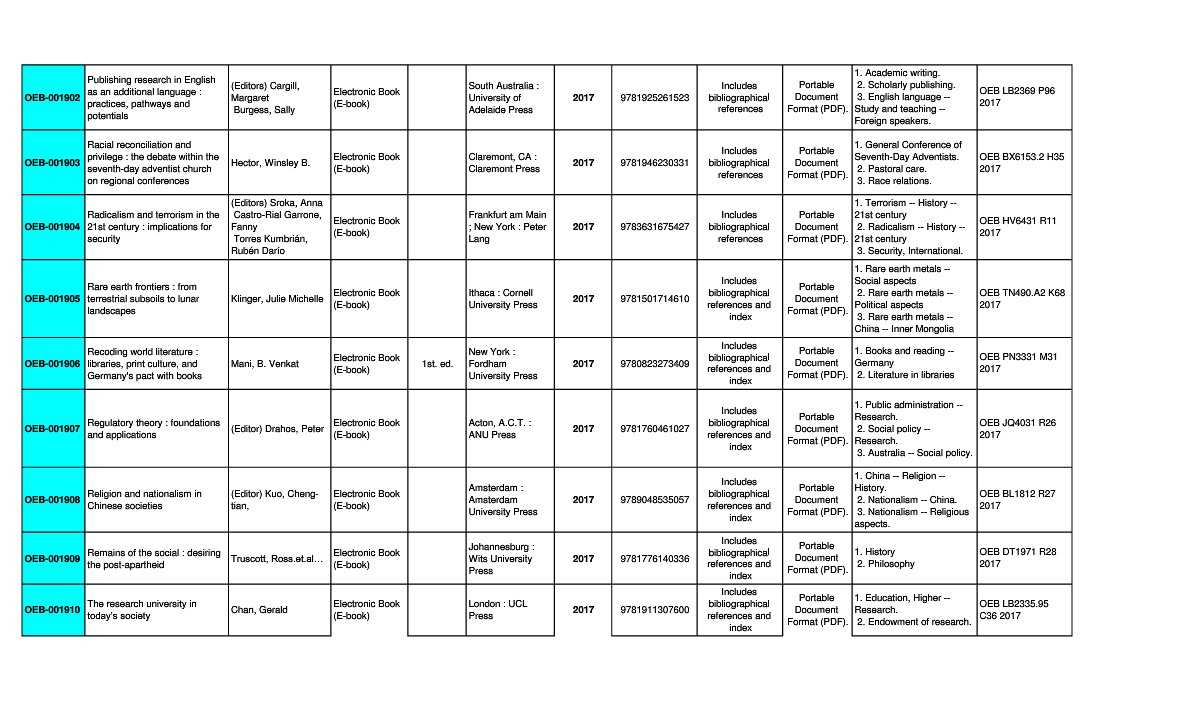 OEB-001902
Publishing research in English
as an additional language :
practices, pathways and
potentials
(Editors) Cargill,
Margaret
Burgess, Sally
Electronic Book
(E-book)
South Australia :
University of
Adelaide Press
2017
9781925261523
Includes
bibliographical
references
Portable
Document
Format (PDF).
1. Academic writing.
2. Scholarly publishing.
3. English language --
Study and teaching --
Foreign speakers.
OEB LB2369 P96
2017
OEB-001903
Racial reconciliation and
privilege : the debate within the
seventh-day adventist church
on regional conferences
Hector, Winsley B.
Electronic Book
(E-book)
Claremont, CA :
Claremont Press
2017
9781946230331
Includes
bibliographical
references
Portable
Document
Format (PDF).
1. General Conference of
Seventh-Day Adventists.
2. Pastoral care.
3. Race relations.
OEB BX6153.2 H35
2017
OEB-001904
Radicalism and terrorism in the
21st century : implications for
security
(Editors) Sroka, Anna
Castro-Rial Garrone,
Fanny
Torres Kumbrián,
Rubén Darío
Electronic Book
(E-book)
Frankfurt am Main
; New York : Peter
Lang
2017
9783631675427
Includes
bibliographical
references
Portable
Document
Format (PDF).
1. Terrorism -- History --
21st century
2. Radicalism -- History --
21st century
3. Security, International.
OEB HV6431 R11
2017
OEB-001905
Rare earth frontiers : from
terrestrial subsoils to lunar
landscapes
Klinger, Julie Michelle
Electronic Book
(E-book)
Ithaca : Cornell
University Press
2017
9781501714610
Includes
bibliographical
references and
index
Portable
Document
Format (PDF).
1. Rare earth metals --
Social aspects
2. Rare earth metals --
Political aspects
3. Rare earth metals --
China -- Inner Mongolia
OEB TN490.A2 K68
2017
OEB-001906
Recoding world literature :
libraries, print culture, and
Germany's pact with books
Mani, B. Venkat
Electronic Book
(E-book)
1st. ed.
New York :
Fordham
University Press
2017
9780823273409
Includes
bibliographical
references and
index
Portable
Document
Format (PDF).
1. Books and reading --
Germany
2. Literature in libraries
OEB PN3331 M31
2017
OEB-001907
Regulatory theory : foundations
and applications
(Editor) Drahos, Peter
Electronic Book
(E-book)
Acton, A.C.T. :
ANU Press
2017
9781760461027
Includes
bibliographical
references and
index
Portable
Document
Format (PDF).
1. Public administration --
Research.
2. Social policy --
Research.
3. Australia -- Social policy.
OEB JQ4031 R26
2017
OEB-001908
Religion and nationalism in
Chinese societies
(Editor) Kuo, Cheng-
tian,
Electronic Book
(E-book)
Amsterdam :
Amsterdam
University Press
2017
9789048535057
Includes
bibliographical
references and
index
Portable
Document
Format (PDF).
1. China -- Religion --
History.
2. Nationalism -- China.
3. Nationalism -- Religious
aspects.
OEB BL1812 R27
2017
OEB-001909
Remains of the social : desiring
the post-apartheid
Truscott, Ross.et.al…
Electronic Book
(E-book)
Johannesburg :
Wits University
Press
2017
9781776140336
Includes
bibliographical
references and
index
Portable
Document
Format (PDF).
1. History
2. Philosophy
OEB DT1971 R28
2017
OEB-001910
The research university in
today's society
Chan, Gerald
Electronic Book
(E-book)
London : UCL
Press
2017
9781911307600
Includes
bibliographical
references and
index
Portable
Document
Format (PDF).
1. Education, Higher --
Research.
2. Endowment of research.
OEB LB2335.95
C36 2017